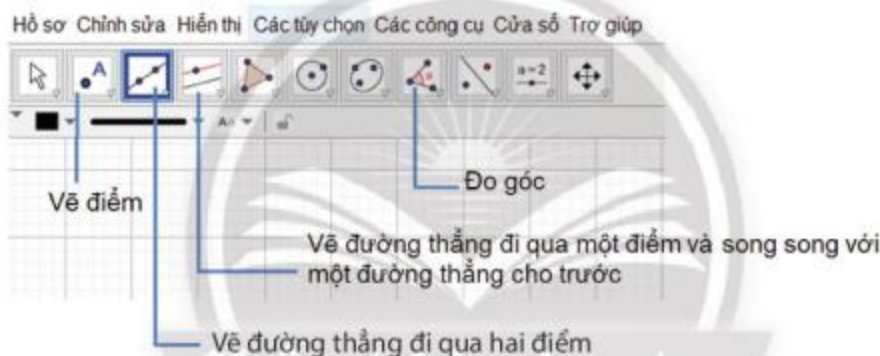 Hồ sơ Chỉnh sửa Hiển thị Các tùy chọn Các công cụ Cửa sổ Trợ giúp
A
a=2
Vẽ điểm
Đo góc
Vẽ đường thẳng đi qua một điểm và song song với
một đường thẳng cho trước
Vẽ đường thẳng đi qua hai điểm